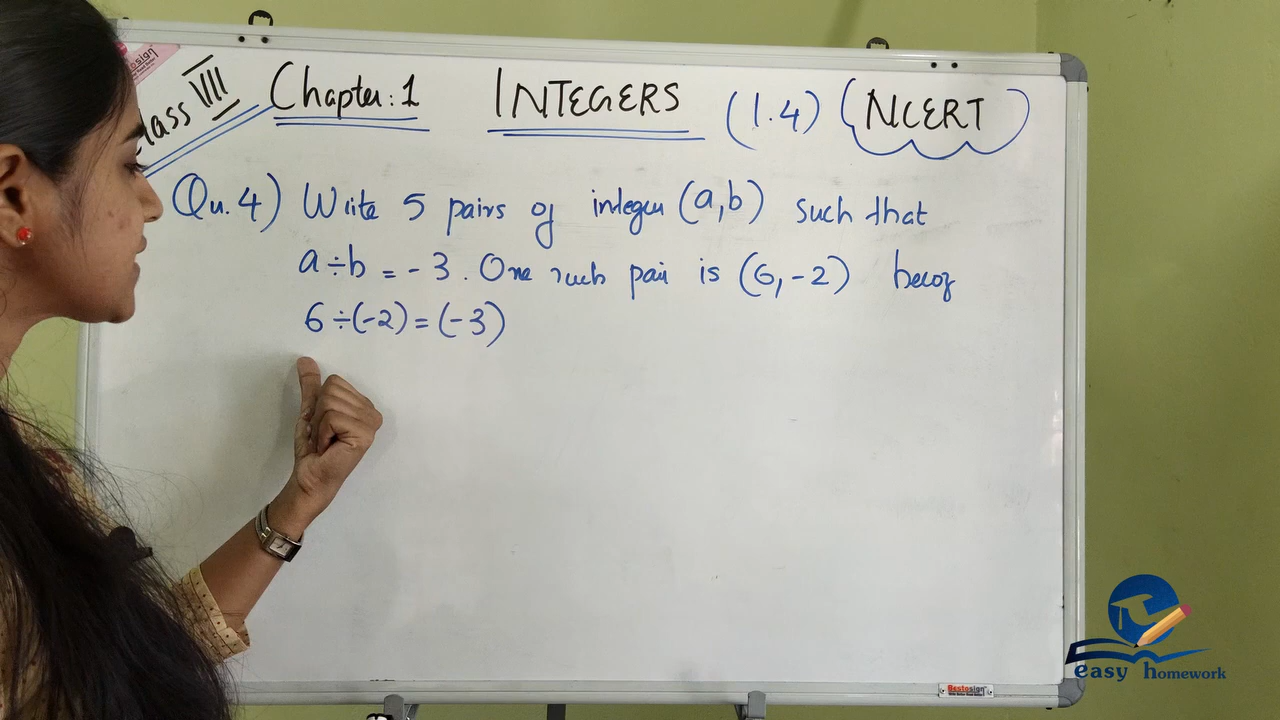 Class VIII Chapter: 1 INTEGERS (1.4) (NCERT)
Qu. 4) Write 5 pairs of integer (a,b) such that
a ÷ b = - 3. One such pair is (6, -2) becoz
6 ÷ (-2) = (-3)
easy homework
Bestosign